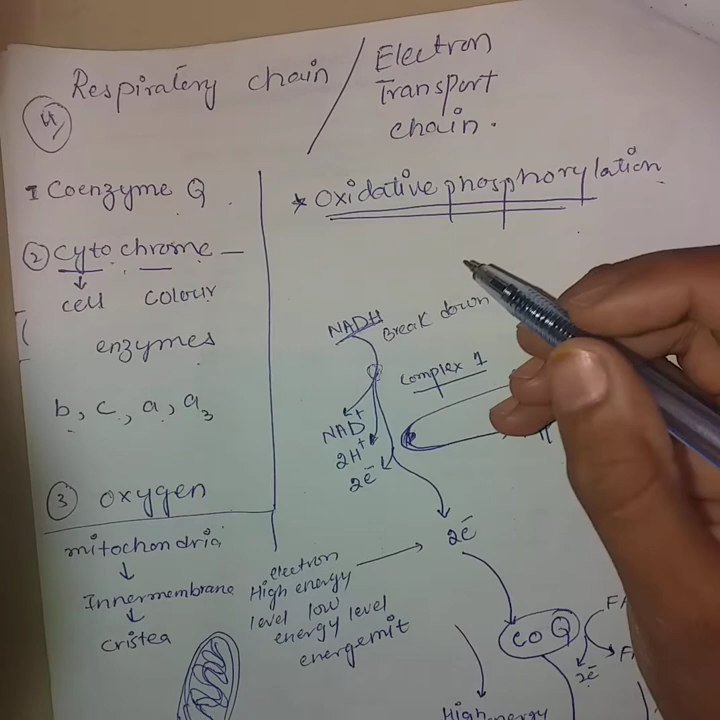 4)
Respiratory chain / Electron
Transport
chain.
I Coenzyme Q.
② cytochrome –
cell colour
enzymes
b, c, a, a3
③ oxygen
mitochondria
Innermembrane
cristea
* Oxidative phosphorylation
NADH
Break down
Complex 1
NAD+
2H+
2e-
2e-
electron
High energy
level low
energy level
energemit
CO Q
2e-
High energy